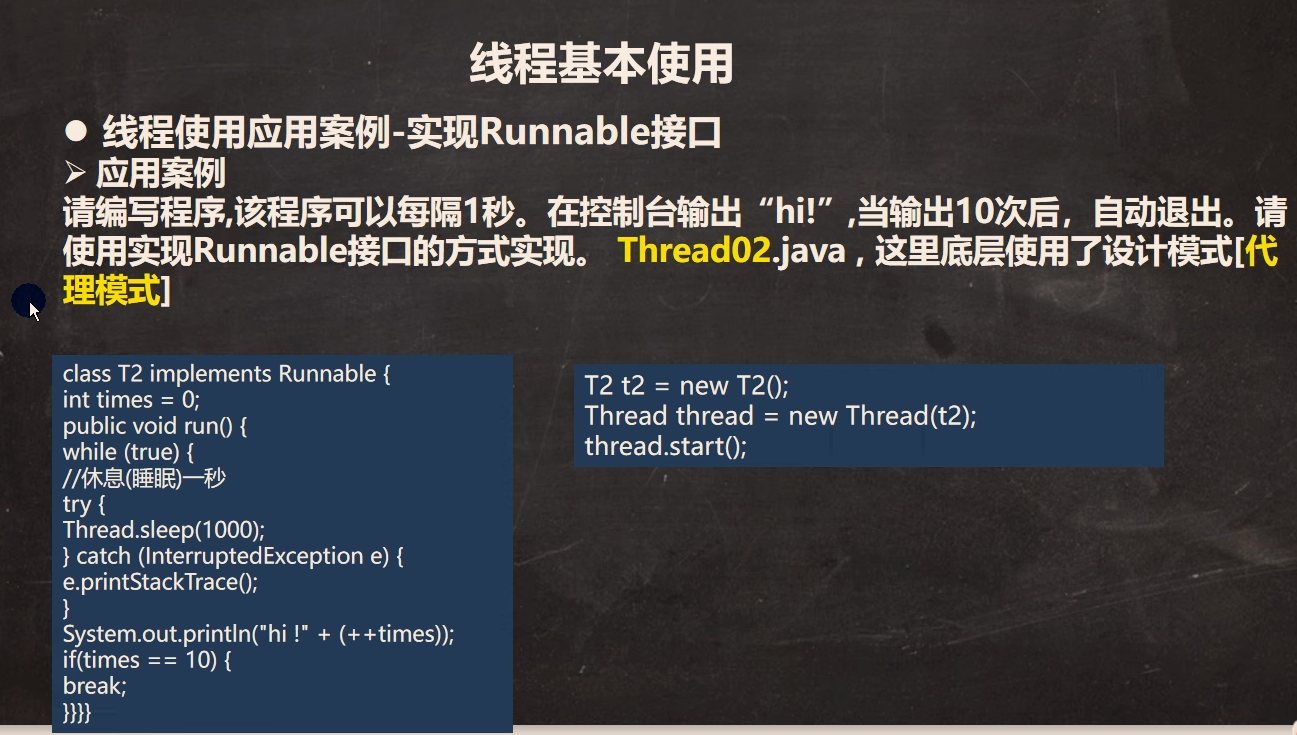 线程基本使用
● 线程使用应用案例-实现Runnable接口
➢ 应用案例
请编写程序,该程序可以每隔1秒。在控制台输出“hi!”,当输出10次后，自动退出。请
使用实现Runnable接口的方式实现。 Thread02.java , 这里底层使用了设计模式[代
理模式]
class T2 implements Runnable {
int times = 0;
public void run() {
while (true) {
//休息(睡眠)一秒
try {
Thread.sleep(1000);
} catch (InterruptedException e) {
e.printStackTrace();
}
System.out.println("hi !" + (++times));
if(times == 10) {
break;
}}}}
T2 t2 = new T2();
Thread thread = new Thread(t2);
thread.start();